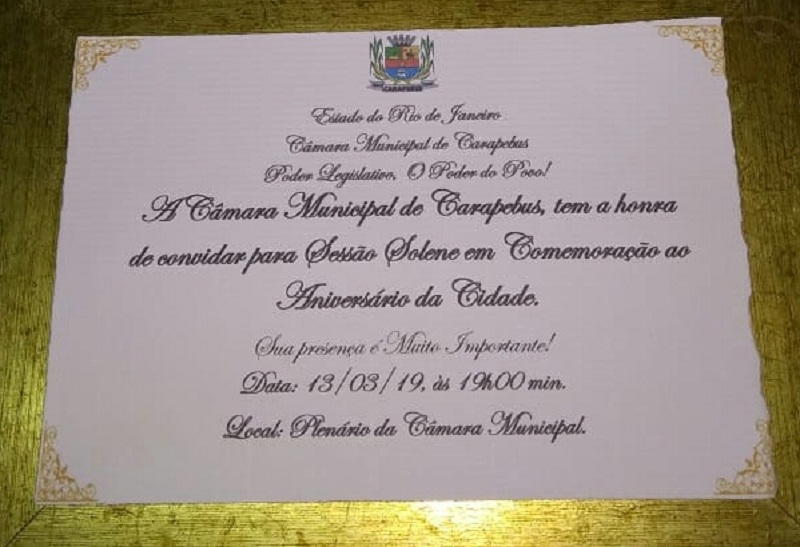 CARAPEBUS
Estado do Rio de Janeiro
Câmara Municipal de Carapebus
Poder Legislativo, O Poder do Povo!
A Câmara Municipal de Carapebus, tem a honra
de convidar para Sessão Solene em Comemoração ao
Aniversário da Cidade.
Sua presença é Muito Importante!
Data: 13/03/19, às 19h00 min.
Local: Plenário da Câmara Municipal.